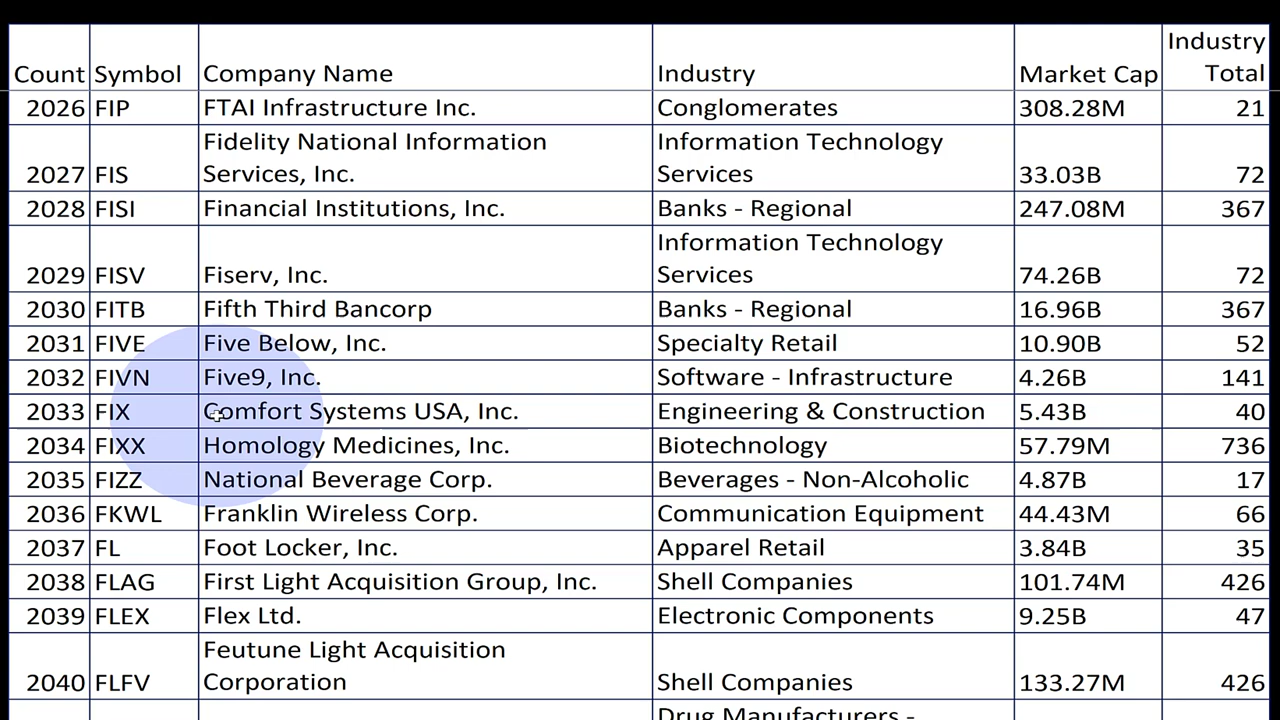 Count Symbol Company Name Industry Market Cap Industry Total
2026 FIP FTAI Infrastructure Inc. Conglomerates 308.28M 21
2027 FIS Fidelity National Information Services, Inc. Information Technology Services 33.03B 72
2028 FISI Financial Institutions, Inc. Banks - Regional 247.08M 367
2029 FISV Fiserv, Inc. Information Technology Services 74.26B 72
2030 FITB Fifth Third Bancorp Banks - Regional 16.96B 367
2031 FIVE Five Below, Inc. Specialty Retail 10.90B 52
2032 FIVN Five9, Inc. Software - Infrastructure 4.26B 141
2033 FIX Comfort Systems USA, Inc. Engineering & Construction 5.43B 40
2034 FIXX Homology Medicines, Inc. Biotechnology 57.79M 736
2035 FIZZ National Beverage Corp. Beverages - Non-Alcoholic 4.87B 17
2036 FKWL Franklin Wireless Corp. Communication Equipment 44.43M 66
2037 FL Foot Locker, Inc. Apparel Retail 3.84B 35
2038 FLAG First Light Acquisition Group, Inc. Shell Companies 101.74M 426
2039 FLEX Flex Ltd. Electronic Components 9.25B 47
2040 FLFV Feutune Light Acquisition Corporation Shell Companies 133.27M 426
Drug Manufacturers -